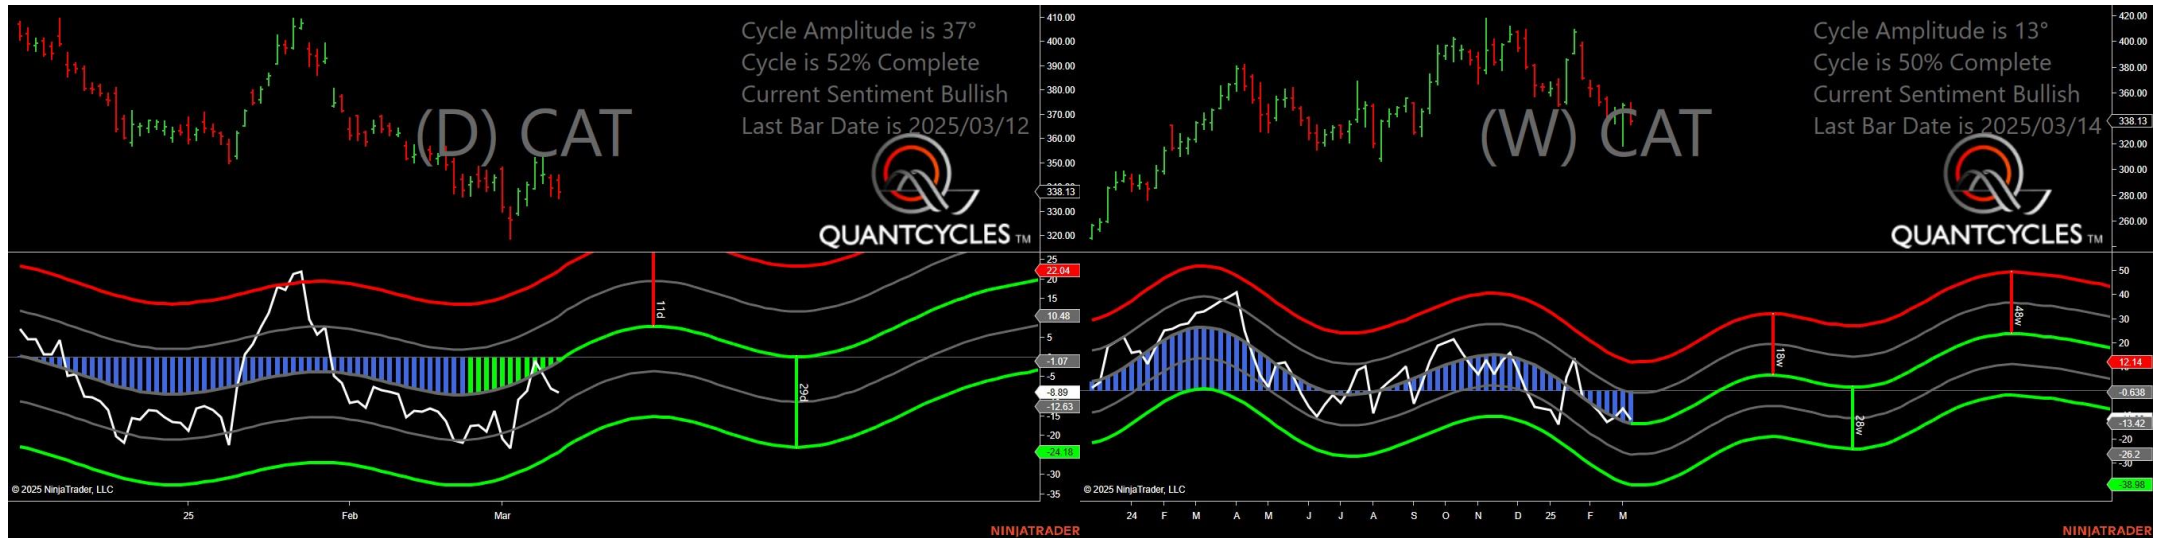 Cycle Amplitude is 37°
Cycle is 52% Complete
Current Sentiment Bullish
Last Bar Date is 2025/03/12
(D) CAT
QUANTCYCLES TM
410.00
400.00
390.00
380.00
370.00
360.00
350.00
338.13
330.00
320.00
25
22.04
20
15
10.48
5
-1.07
-5
-8.89
-12.63
-15
-20
-24.18
-30
-35
11d
29d
© 2025 NinjaTrader, LLC
25 Feb Mar
NINJATRADER
Cycle Amplitude is 13°
Cycle is 50% Complete
Current Sentiment Bullish
Last Bar Date is 2025/03/14
(W) CAT
QUANTCYCLES TM
420.00
400.00
380.00
360.00
338.13
320.00
300.00
280.00
260.00
50
40
30
20
12.14
-0.638
-13.42
-20
-26.2
-30
-38.98
18w
28w
48w
© 2025 NinjaTrader, LLC
24 F M A M J J A S O N D 25 F M
NINJATRADER